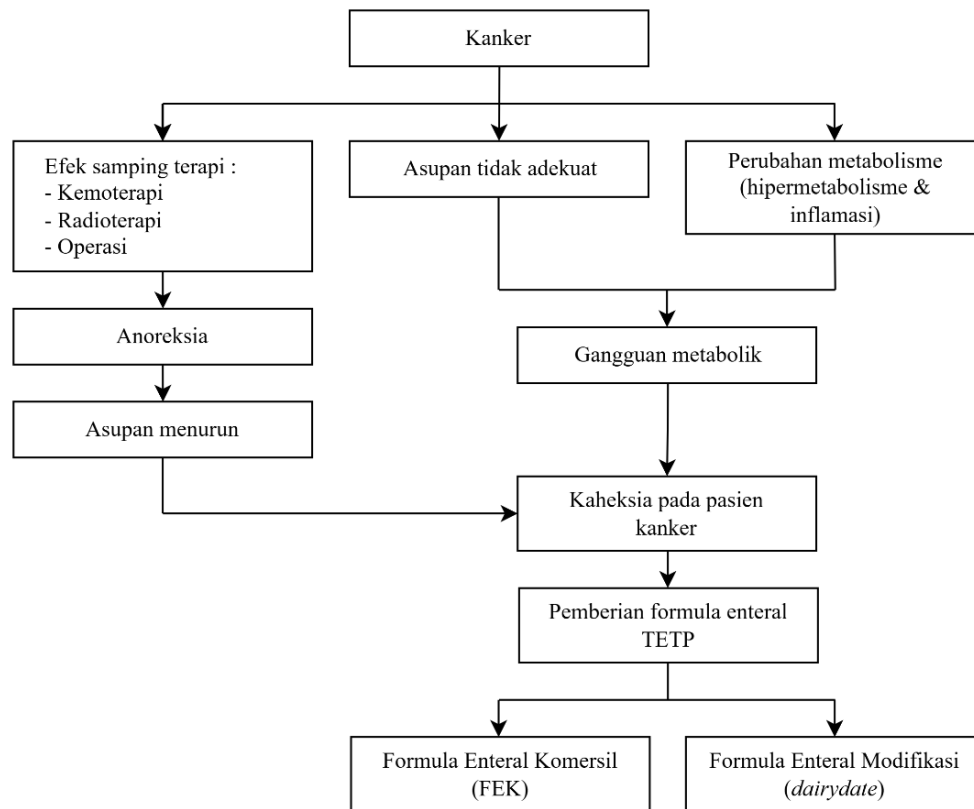 Kanker
Efek samping terapi :
- Kemoterapi
- Radioterapi
- Operasi
Asupan tidak adekuat
Perubahan metabolisme
(hipermetabolisme &
inflamasi)
Anoreksia
Gangguan metabolik
Asupan menurun
Kaheksia pada pasien
kanker
Pemberian formula enteral
TETP
Formula Enteral Komersil
(FEK)
Formula Enteral Modifikasi
(dairydate)